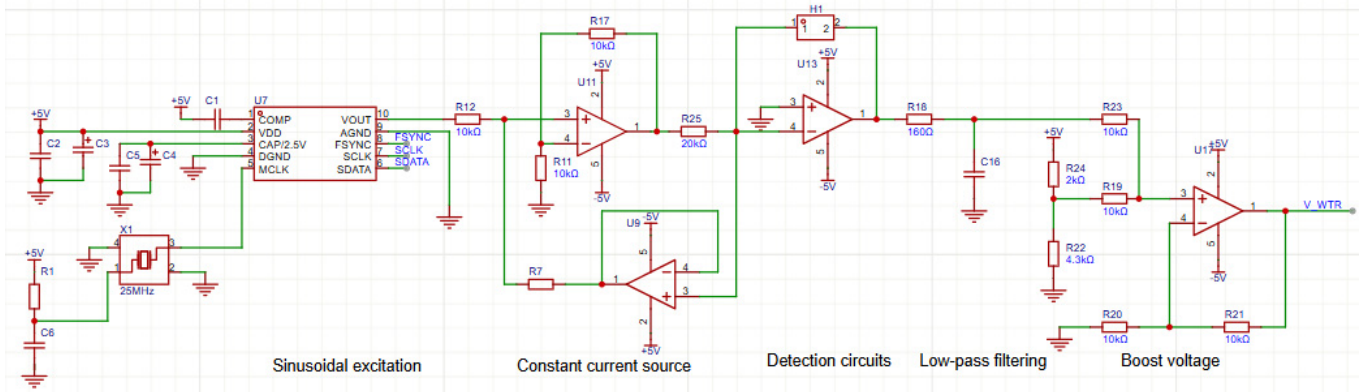 R17
10kΩ
+5V
U11
2
3
4
1
5
-5V
R11
10kΩ
R12
10kΩ
R25
20kΩ
H1
1
1
2
2
+5V
U13
2
3
4
1
5
-5V
R18
160Ω
C16
R23
10kΩ
+5V
R24
2kΩ
R19
10kΩ
R22
4.3kΩ
U17
+5V
2
3
4
1
5
-5V
V_WTR
R20
10kΩ
R21
10kΩ
+5V
C1
U7
1 COMP VOUT 10
2 VDD AGND 9
3 CAP/2.5V FSYNC 8 FSYNC
4 DGND SCLK 7 SCLK
5 MCLK SDATA 6 SDATA
+5V
C2
C3
C5
C4
X1
4
3
1
2
25MHz
+5V
R1
C6
-5V
U9
5
4
3
1
2
+5V
R7
Sinusoidal excitation
Constant current source
Detection circuits
Low-pass filtering
Boost voltage